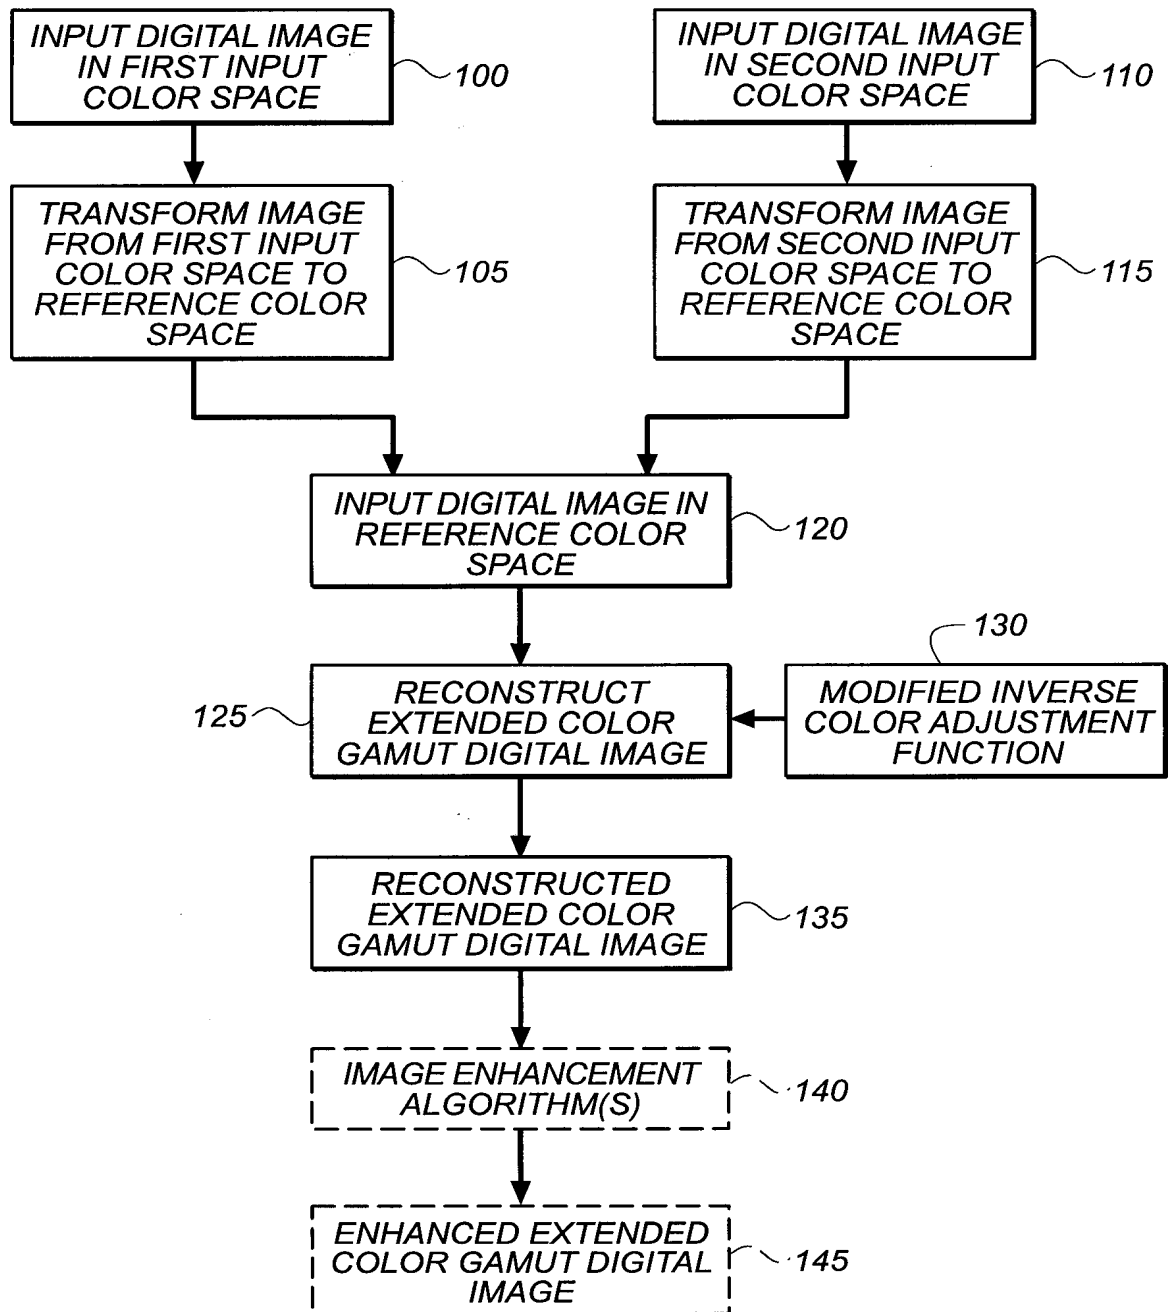 INPUT DIGITAL IMAGE
IN FIRST INPUT
COLOR SPACE
100
INPUT DIGITAL IMAGE
IN SECOND INPUT
COLOR SPACE
110
TRANSFORM IMAGE
FROM FIRST INPUT
COLOR SPACE TO
REFERENCE COLOR
SPACE
105
TRANSFORM IMAGE
FROM SECOND INPUT
COLOR SPACE TO
REFERENCE COLOR
SPACE
115
INPUT DIGITAL IMAGE IN
REFERENCE COLOR
SPACE
120
125
RECONSTRUCT
EXTENDED COLOR
GAMUT DIGITAL IMAGE
130
MODIFIED INVERSE
COLOR ADJUSTMENT
FUNCTION
RECONSTRUCTED
EXTENDED COLOR
GAMUT DIGITAL IMAGE
135
IMAGE ENHANCEMENT
ALGORITHM(S)
140
ENHANCED EXTENDED
COLOR GAMUT DIGITAL
IMAGE
145